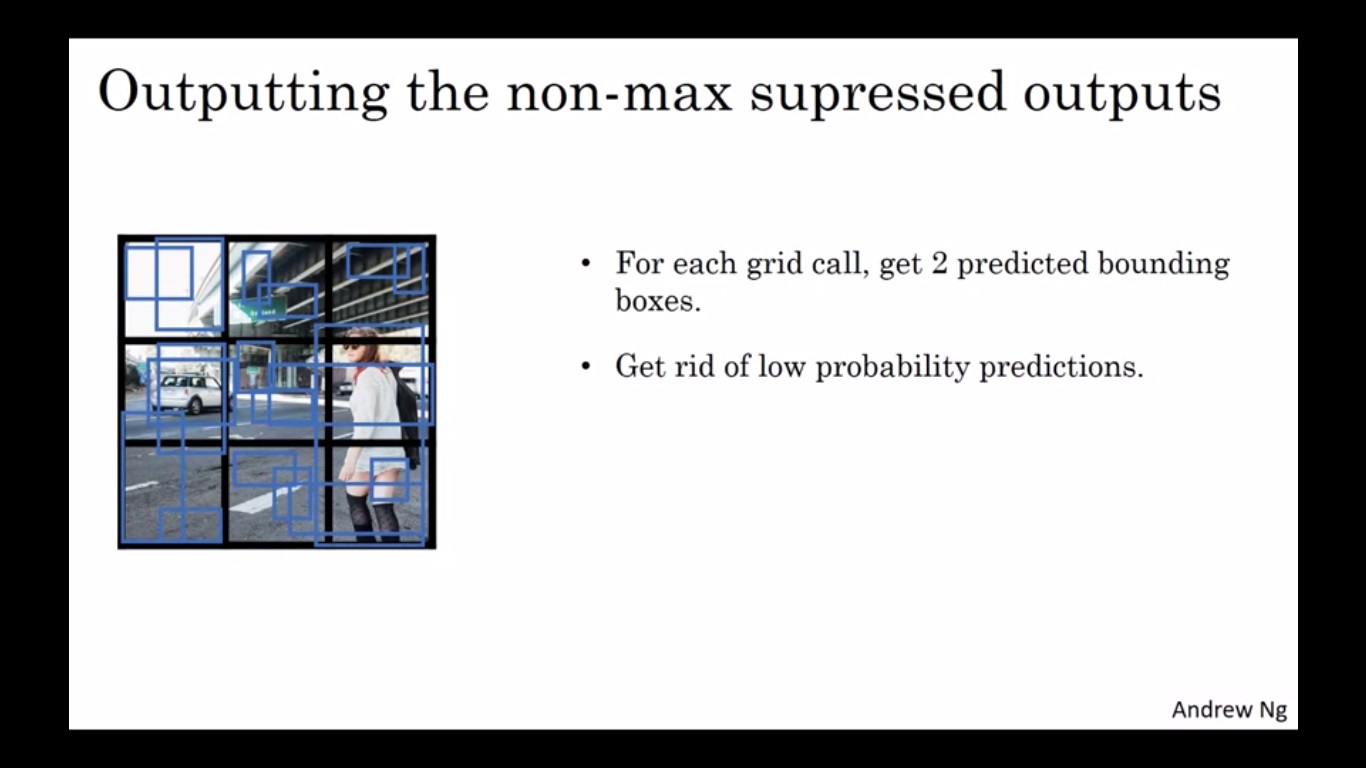 Outputting the non-max supressed outputs
• For each grid call, get 2 predicted bounding
boxes.
• Get rid of low probability predictions.
Andrew Ng